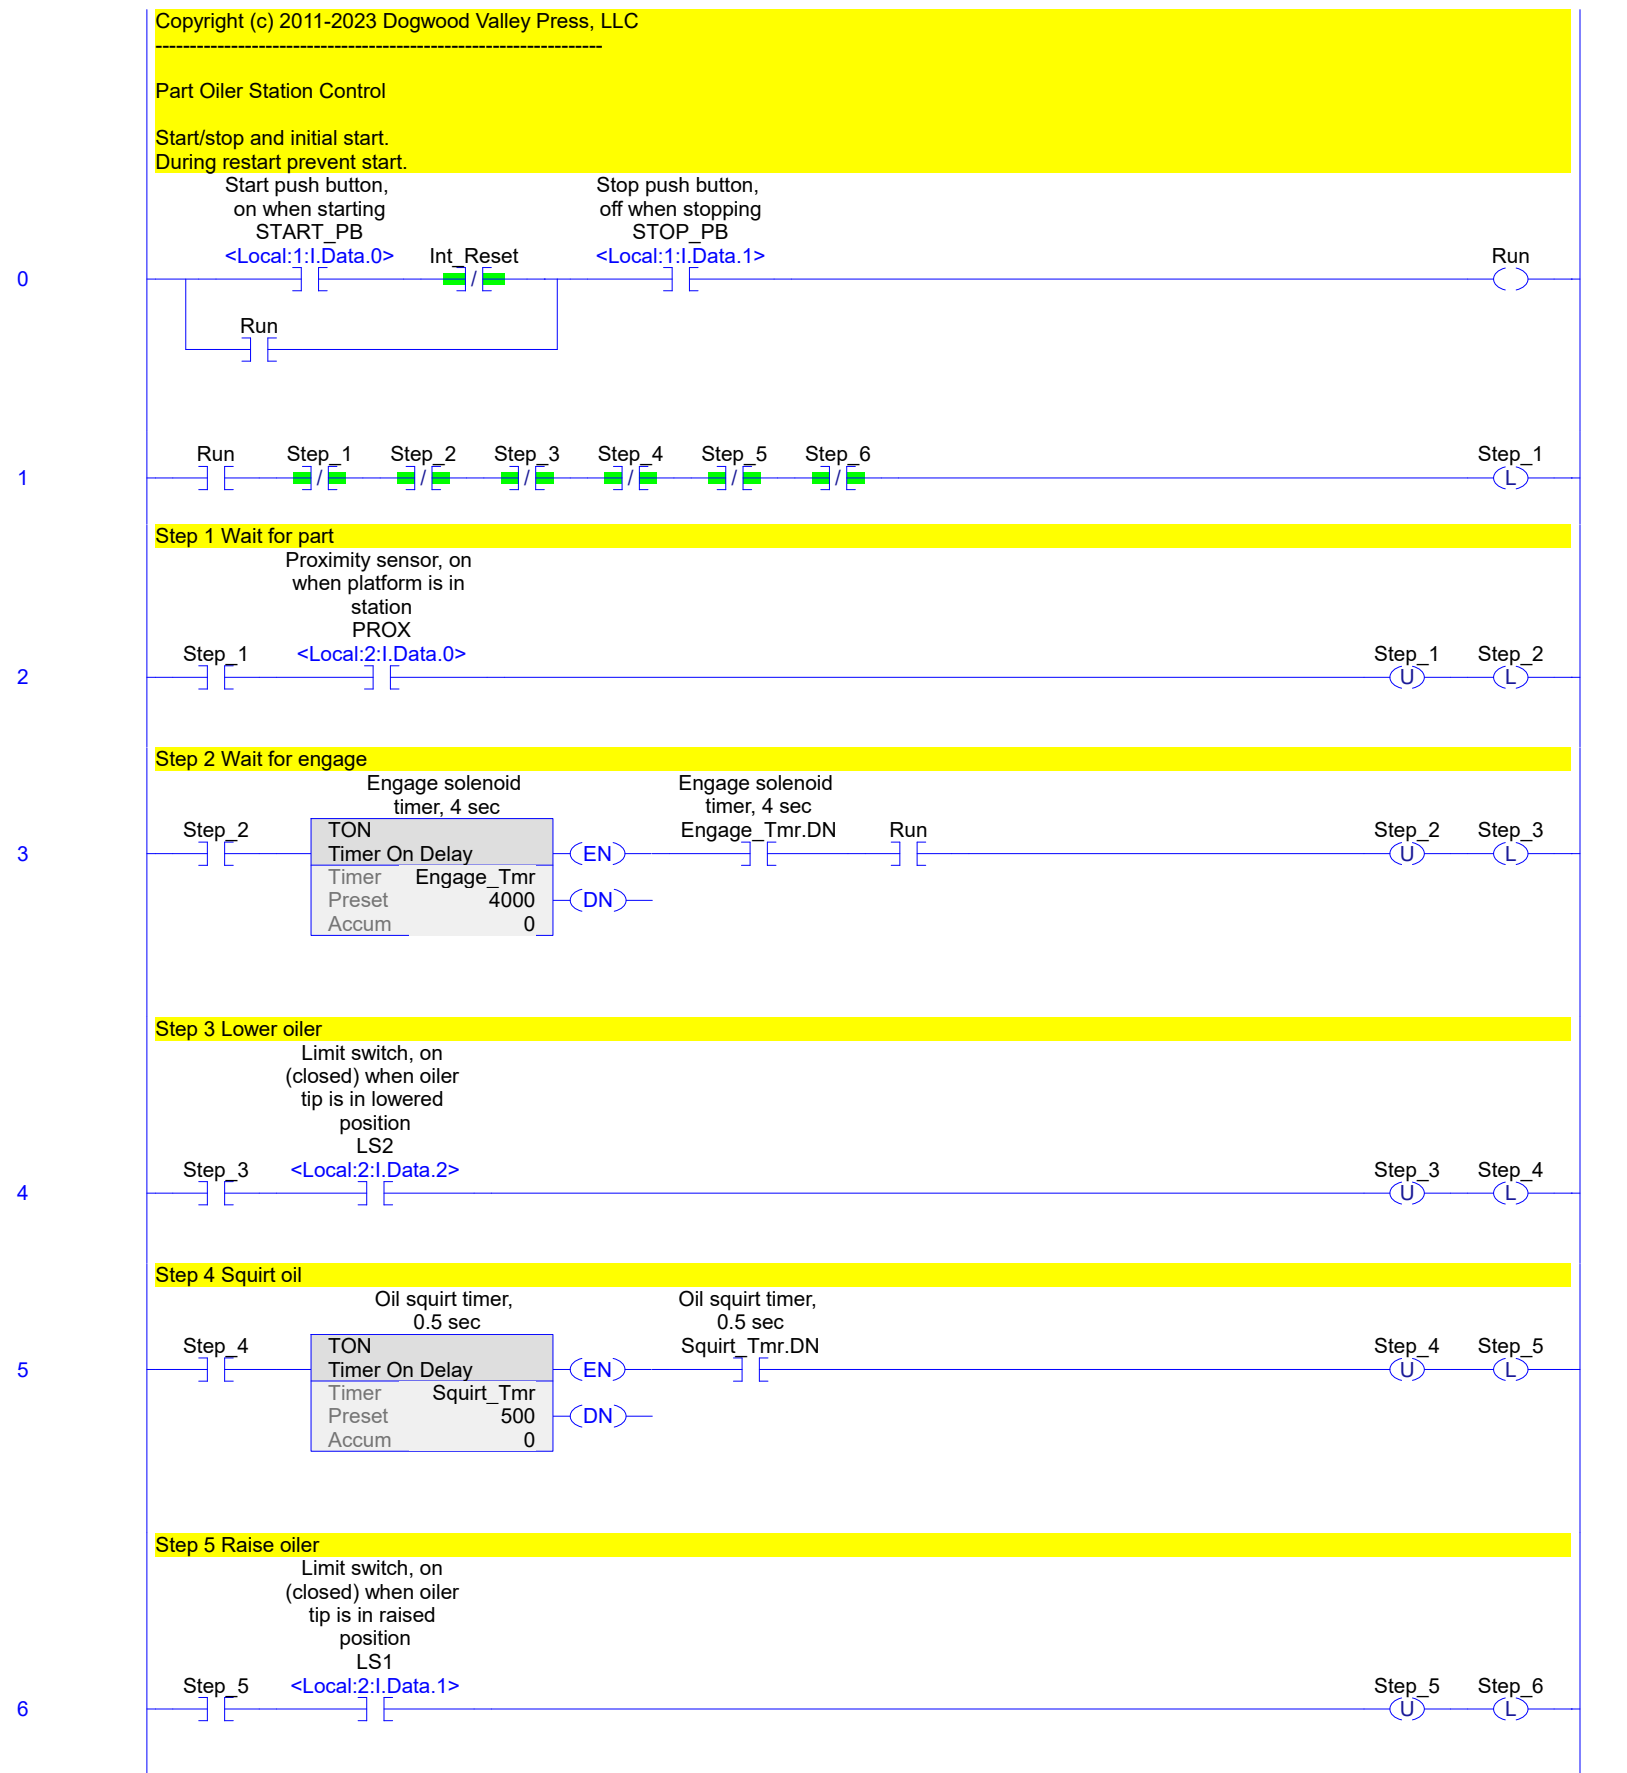 Copyright (c) 2011-2023 Dogwood Valley Press, LLC
-----------------------------------------------------------------
Part Oiler Station Control
Start/stop and initial start.
During restart prevent start.
Start push button,
on when starting
START_PB
<Local:1:I.Data.0>
Int_Reset
/
Stop push button,
off when stopping
STOP_PB
<Local:1:I.Data.1>
Run
0
Run
1
Run
Step_1
/
Step_2
/
Step_3
/
Step_4
/
Step_5
/
Step_6
/
Step_1
L
Step 1 Wait for part
Proximity sensor, on
when platform is in
station
PROX
<Local:2:I.Data.0>
2
Step_1
Step_1
U
Step_2
L
Step 2 Wait for engage
3
Step_2
Engage solenoid
timer, 4 sec
TON
Timer On Delay
Timer Engage_Tmr
Preset 4000
Accum 0
EN
DN
Engage solenoid
timer, 4 sec
Engage_Tmr.DN
Run
Step_2
U
Step_3
L
Step 3 Lower oiler
Limit switch, on
(closed) when oiler
tip is in lowered
position
LS2
<Local:2:I.Data.2>
4
Step_3
Step_3
U
Step_4
L
Step 4 Squirt oil
5
Step_4
Oil squirt timer,
0.5 sec
TON
Timer On Delay
Timer Squirt_Tmr
Preset 500
Accum 0
EN
DN
Oil squirt timer,
0.5 sec
Squirt_Tmr.DN
Step_4
U
Step_5
L
Step 5 Raise oiler
Limit switch, on
(closed) when oiler
tip is in raised
position
LS1
<Local:2:I.Data.1>
6
Step_5
Step_5
U
Step_6
L